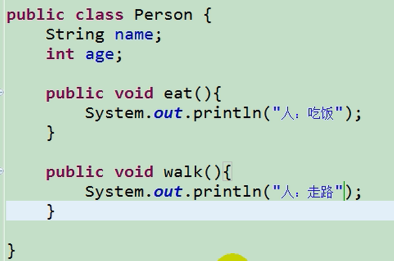 public class Person {
String name;
int age;
public void eat(){
System.out.println("人：吃饭");
}
public void walk(){
System.out.println("人：走路");
}
}